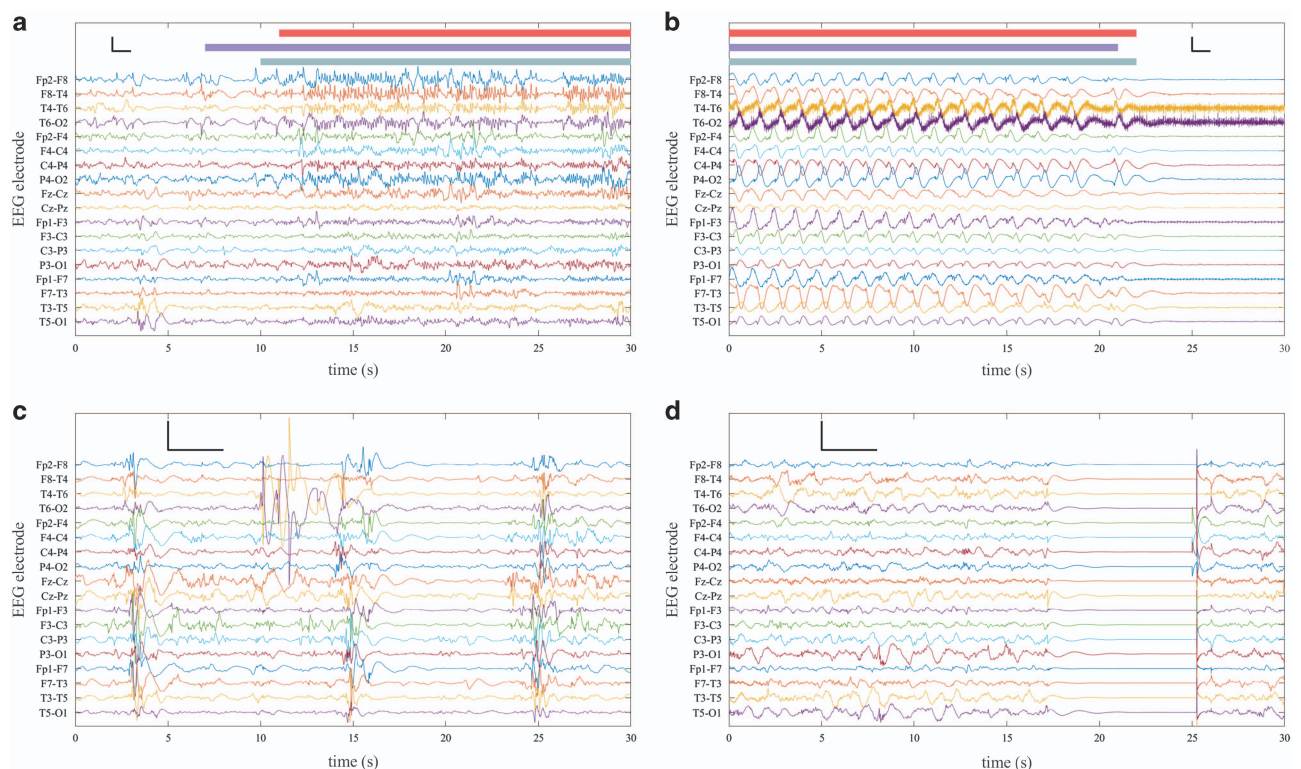 a
EEG electrode
Fp2-F8
F8-T4
T4-T6
T6-O2
Fp2-F4
F4-C4
C4-P4
P4-O2
Fz-Cz
Cz-Pz
Fp1-F3
F3-C3
C3-P3
P3-O1
Fp1-F7
F7-T3
T3-T5
T5-O1
0 5 10 15 20 25 30
time (s)
b
EEG electrode
Fp2-F8
F8-T4
T4-T6
T6-O2
Fp2-F4
F4-C4
C4-P4
P4-O2
Fz-Cz
Cz-Pz
Fp1-F3
F3-C3
C3-P3
P3-O1
Fp1-F7
F7-T3
T3-T5
T5-O1
0 5 10 15 20 25 30
time (s)
c
EEG electrode
Fp2-F8
F8-T4
T4-T6
T6-O2
Fp2-F4
F4-C4
C4-P4
P4-O2
Fz-Cz
Cz-Pz
Fp1-F3
F3-C3
C3-P3
P3-O1
Fp1-F7
F7-T3
T3-T5
T5-O1
0 5 10 15 20 25 30
time (s)
d
EEG electrode
Fp2-F8
F8-T4
T4-T6
T6-O2
Fp2-F4
F4-C4
C4-P4
P4-O2
Fz-Cz
Cz-Pz
Fp1-F3
F3-C3
C3-P3
P3-O1
Fp1-F7
F7-T3
T3-T5
T5-O1
0 5 10 15 20 25 30
time (s)